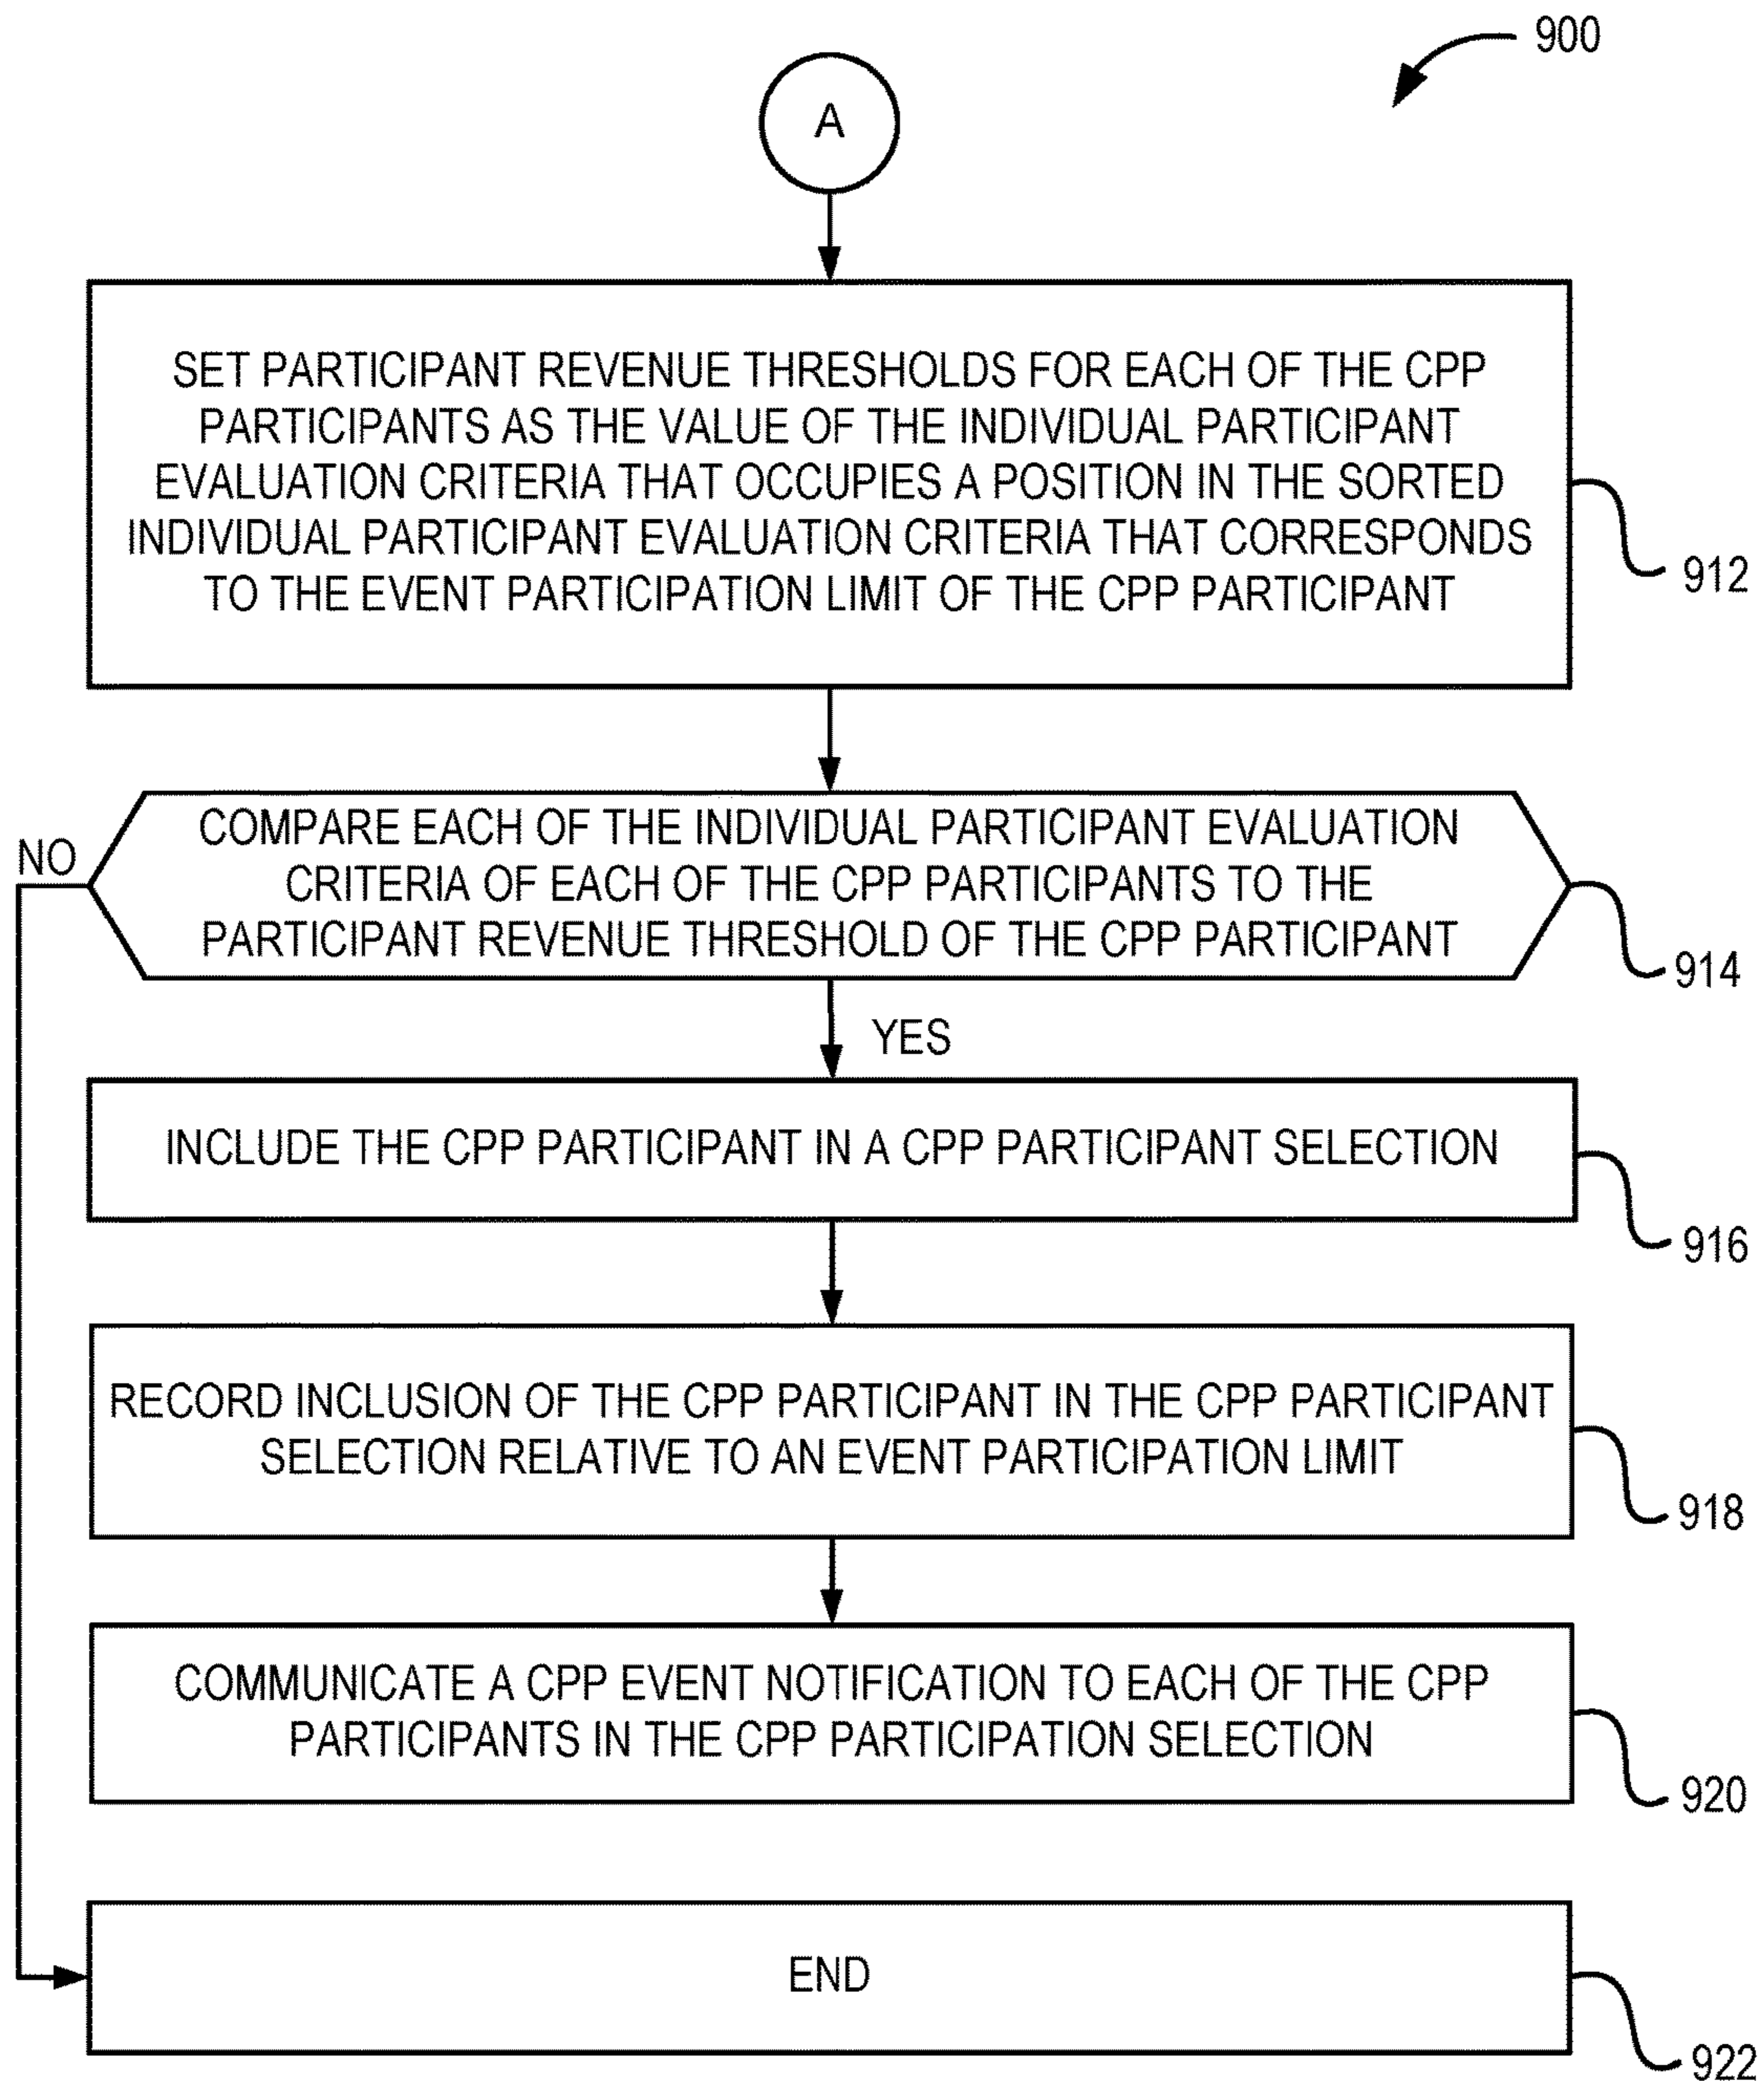 900
A
SET PARTICIPANT REVENUE THRESHOLDS FOR EACH OF THE CPP
PARTICIPANTS AS THE VALUE OF THE INDIVIDUAL PARTICIPANT
EVALUATION CRITERIA THAT OCCUPIES A POSITION IN THE SORTED
INDIVIDUAL PARTICIPANT EVALUATION CRITERIA THAT CORRESPONDS
TO THE EVENT PARTICIPATION LIMIT OF THE CPP PARTICIPANT
912
NO
COMPARE EACH OF THE INDIVIDUAL PARTICIPANT EVALUATION
CRITERIA OF EACH OF THE CPP PARTICIPANTS TO THE
PARTICIPANT REVENUE THRESHOLD OF THE CPP PARTICIPANT
914
YES
INCLUDE THE CPP PARTICIPANT IN A CPP PARTICIPANT SELECTION
916
RECORD INCLUSION OF THE CPP PARTICIPANT IN THE CPP PARTICIPANT
SELECTION RELATIVE TO AN EVENT PARTICIPATION LIMIT
918
COMMUNICATE A CPP EVENT NOTIFICATION TO EACH OF THE CPP
PARTICIPANTS IN THE CPP PARTICIPATION SELECTION
920
END
922